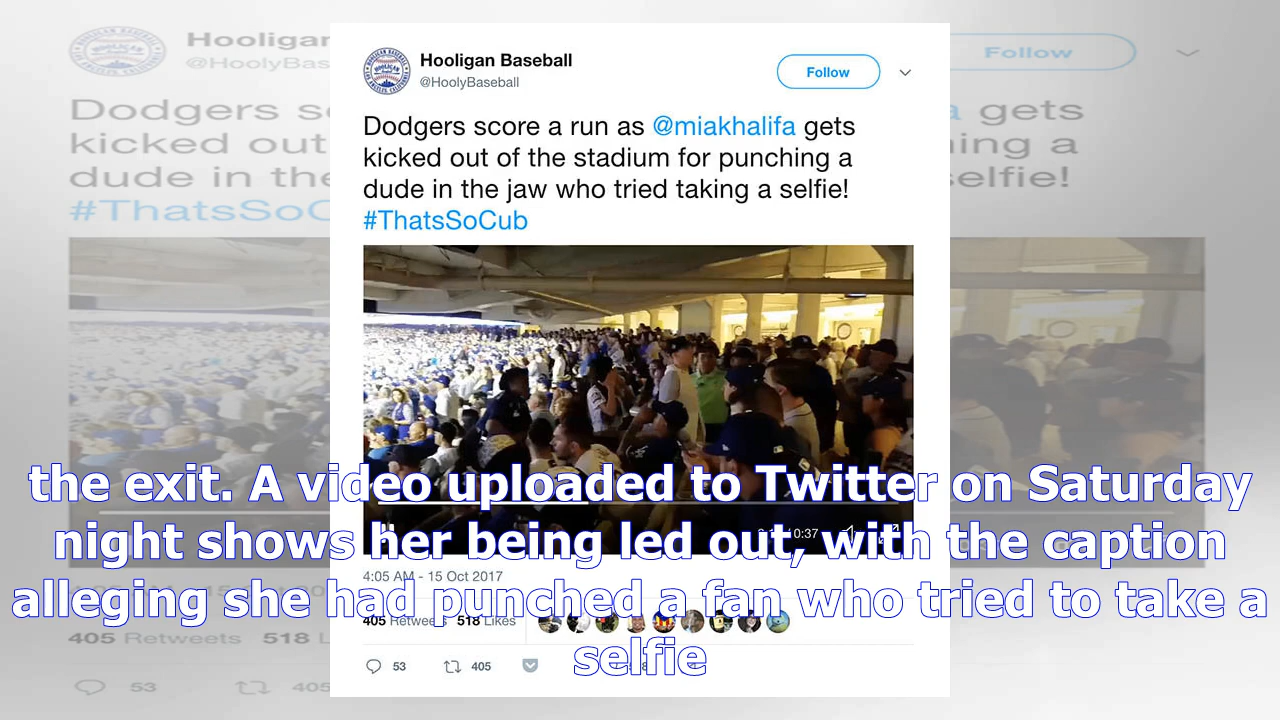 Hooligan Baseball
@HoolyBaseball
Follow
Dodgers score a run as @miakhalifa gets
kicked out of the stadium for punching a
dude in the jaw who tried taking a selfie!
#ThatsSoCub
the exit. A video uploaded to Twitter on Saturday
night shows her being led out, with the caption
alleging she had punched a fan who tried to take a
selfie
4:05 AM - 15 Oct 2017
405 Retweets 518 Likes
53 405